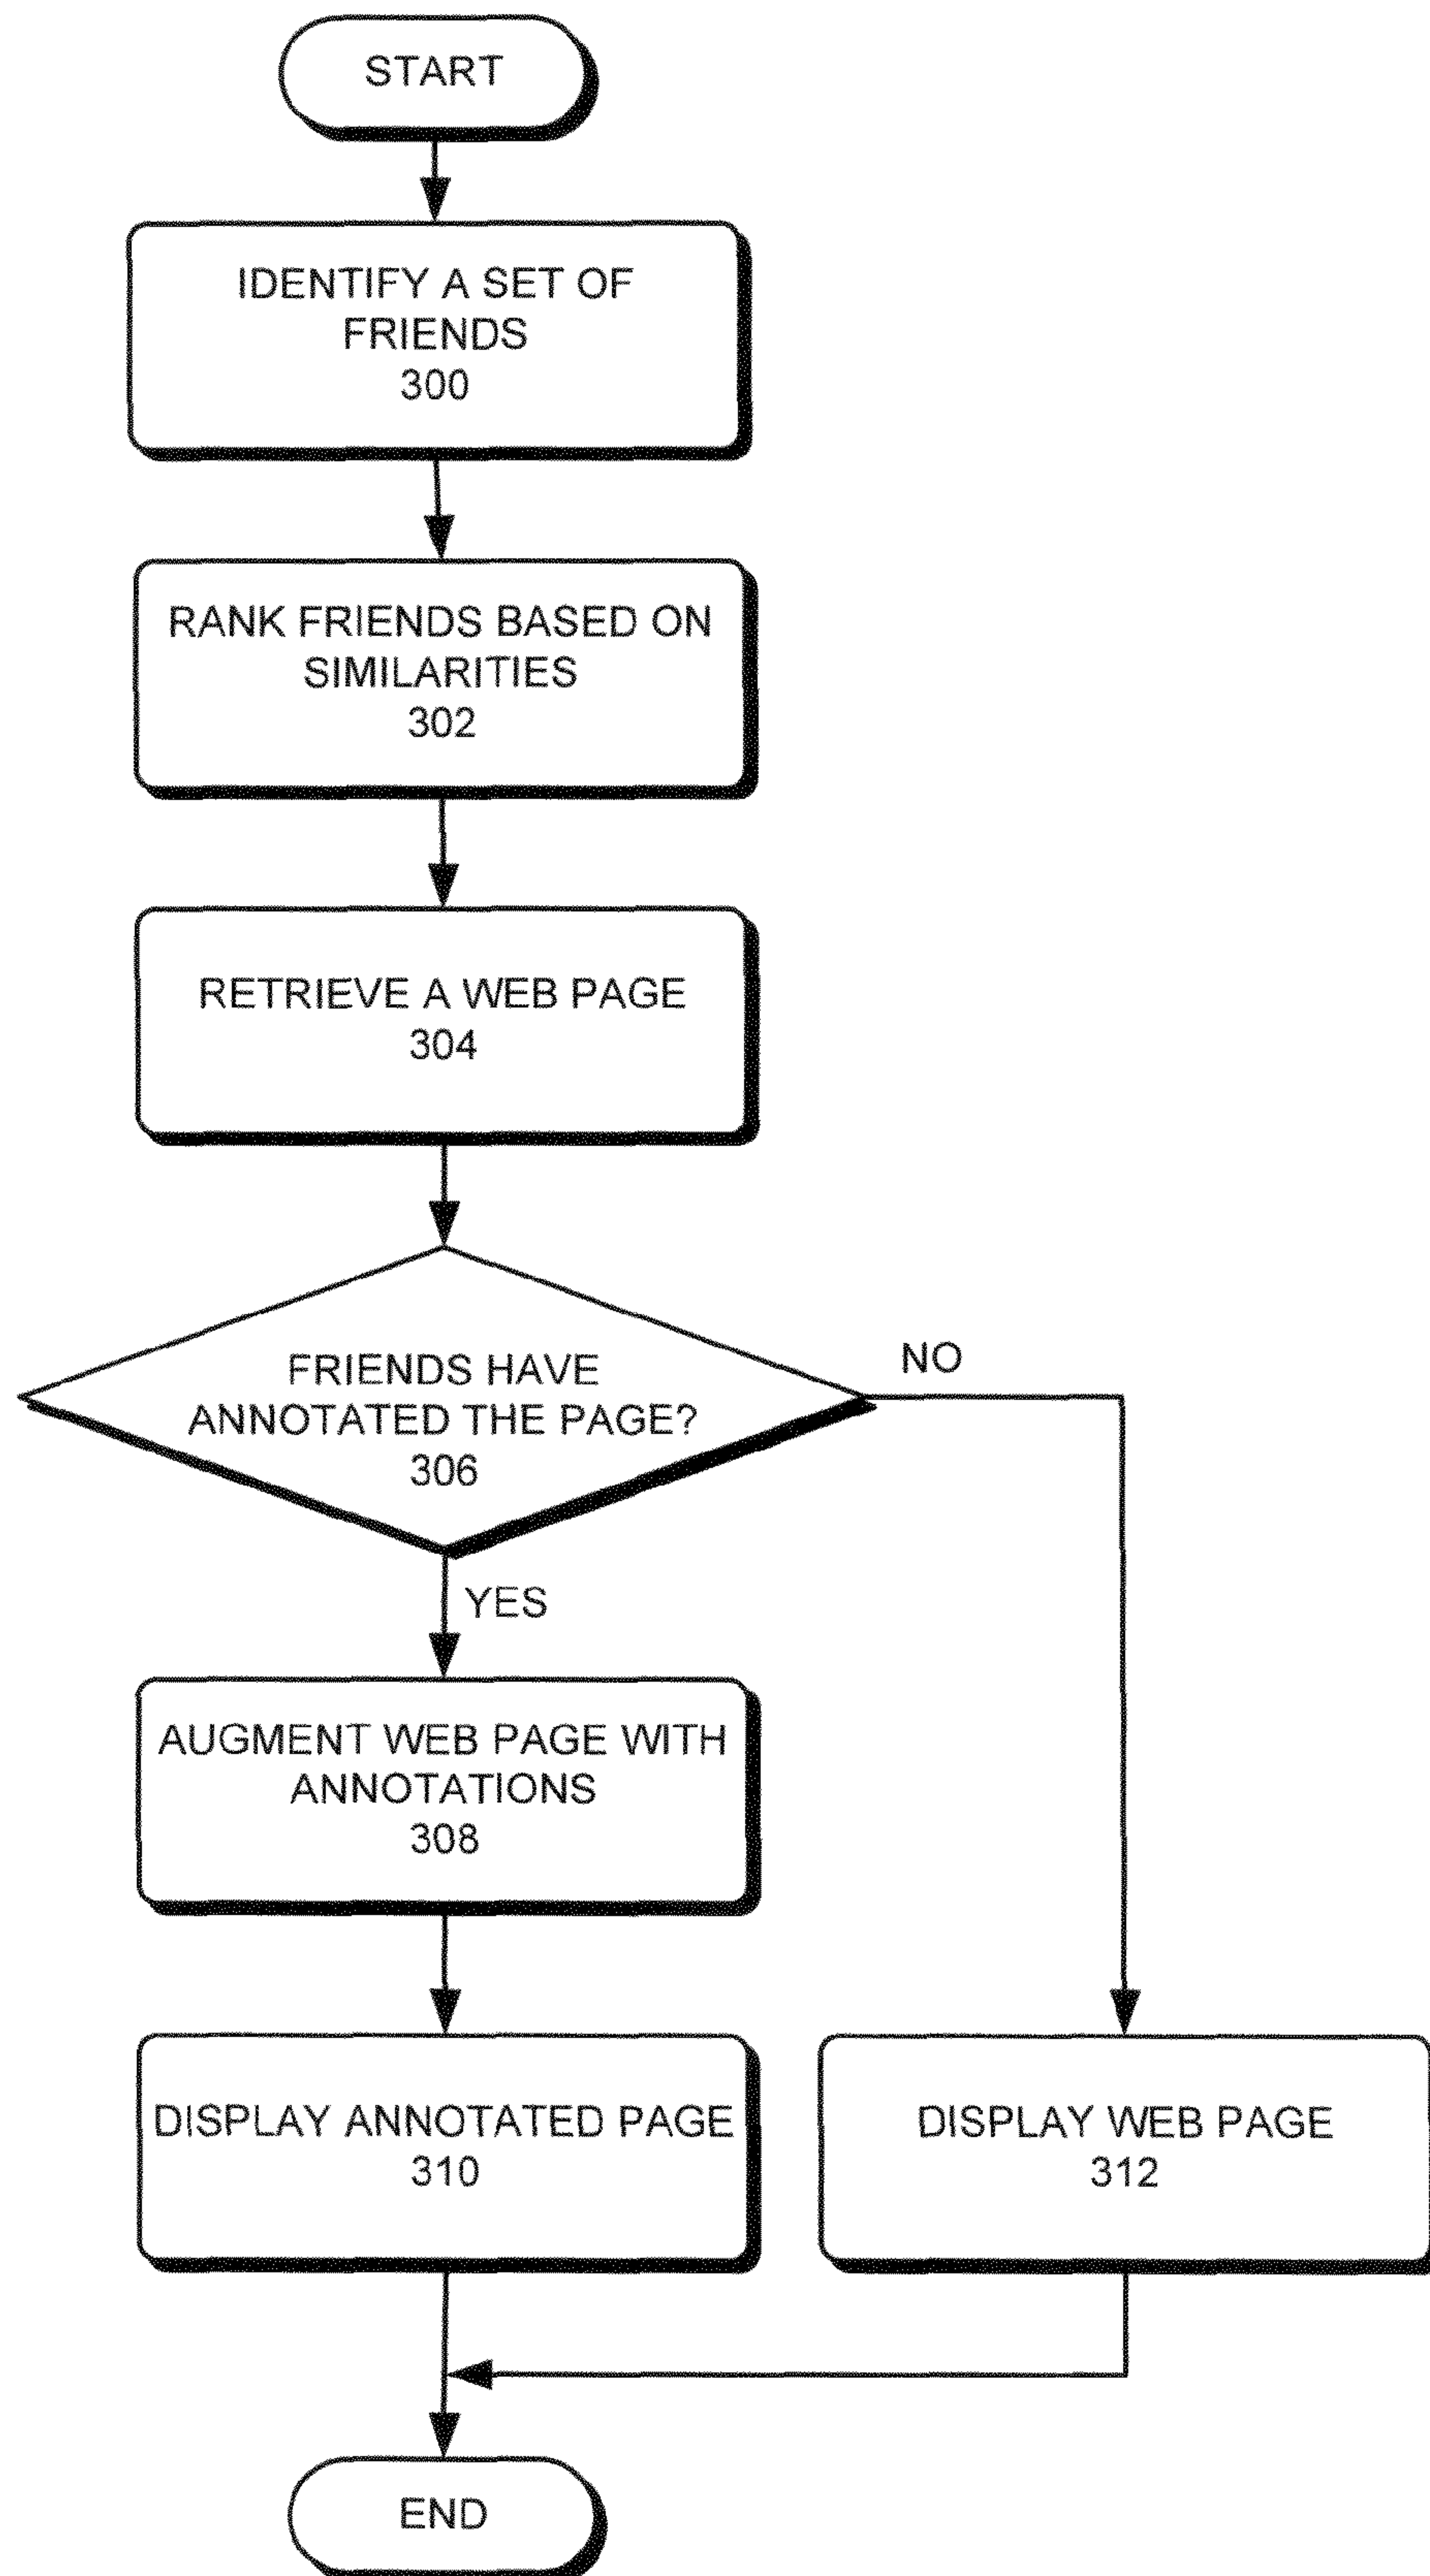 START
IDENTIFY A SET OF
FRIENDS
300
RANK FRIENDS BASED ON
SIMILARITIES
302
RETRIEVE A WEB PAGE
304
FRIENDS HAVE
ANNOTATED THE PAGE?
306
NO
YES
AUGMENT WEB PAGE WITH
ANNOTATIONS
308
DISPLAY ANNOTATED PAGE
310
DISPLAY WEB PAGE
312
END